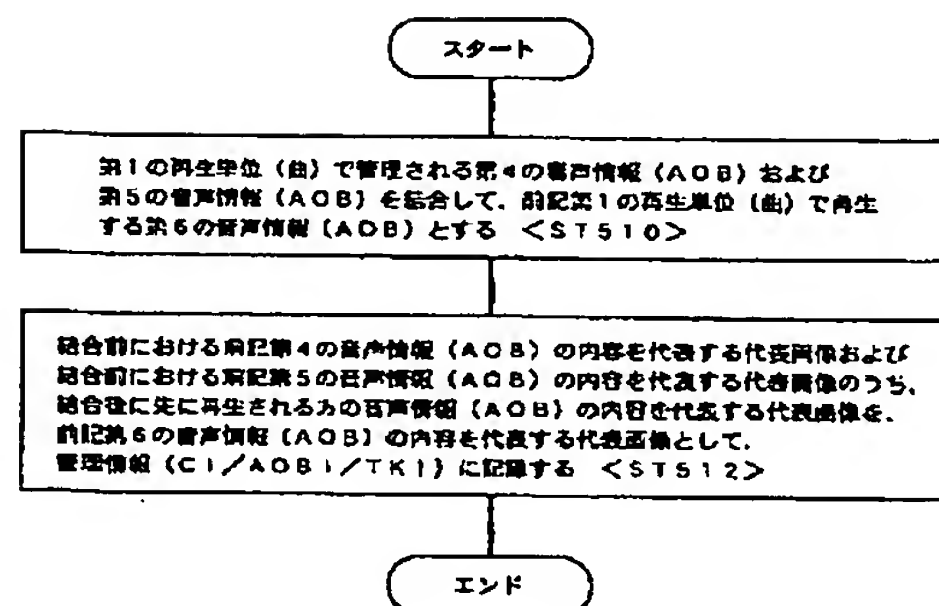 スタート
第1の再生単位（曲）で管理される第4の音声情報（AOB）および
第5の音声情報（AOB）を結合して、前記第1の再生単位（曲）で再生
する第6の音声情報（AOB）とする ＜ST510＞
結合前における前記第4の音声情報（AOB）の内容を代表する代表画像および
結合前における前記第5の音声情報（AOB）の内容を代表する代表画像のうち、
結合後に先に再生される方の音声情報（AOB）の内容を代表する代表画像を、
前記第6の音声情報（AOB）の内容を代表する代表画像として、
管理情報（CI／AOBI／TKI）に記録する ＜ST512＞
エンド